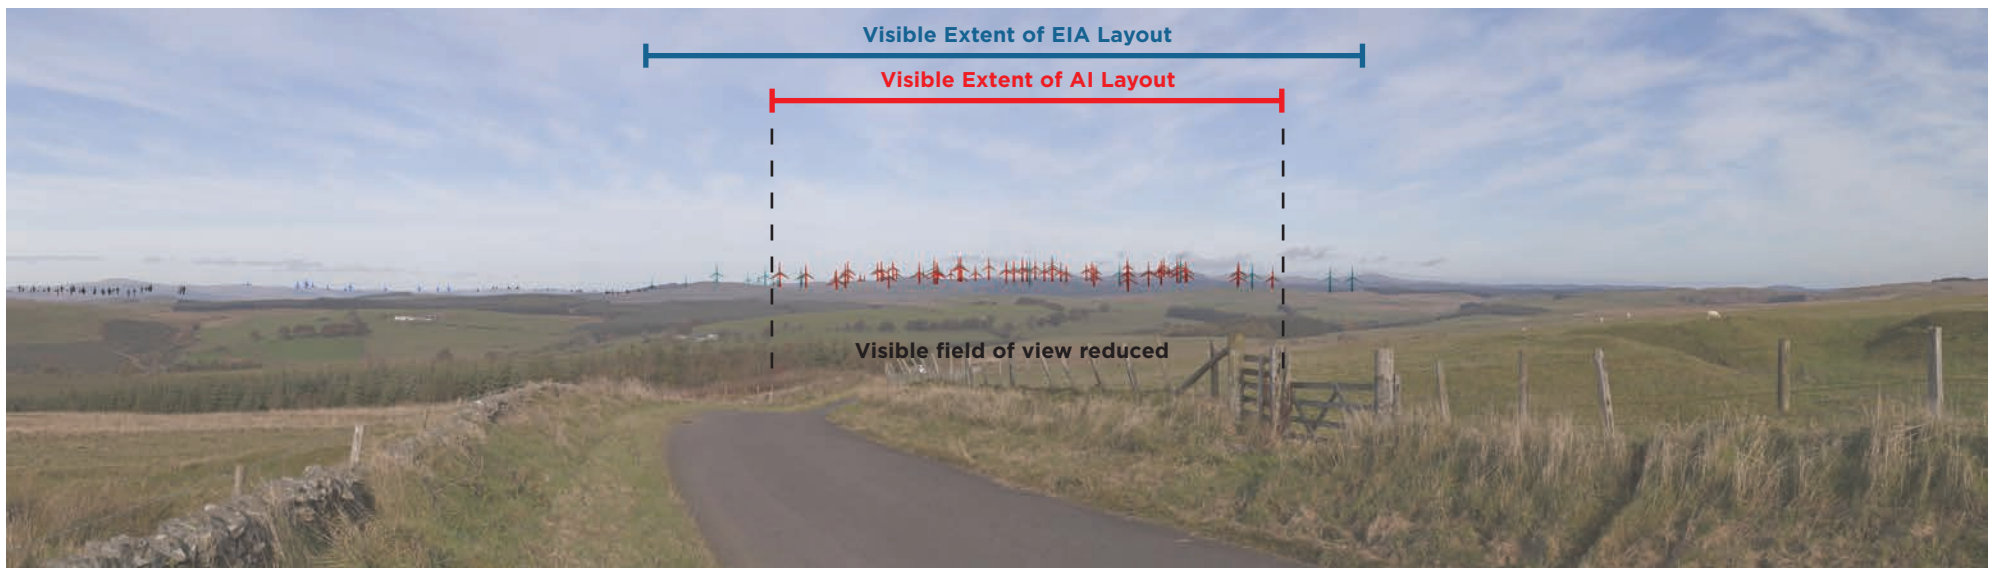 Visible Extent of EIA Layout
Visible Extent of AI Layout
Visible field of view reduced